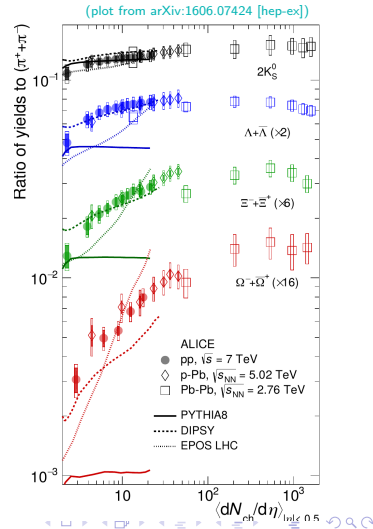 (plot from arXiv:1606.07424 [hep-ex])
Ratio of yields to (π⁺+π⁻)
10⁻¹
2K⁰S
Λ+Λ̅ (×2)
Ξ⁻+Ξ̅⁺ (×6)
10⁻²
Ω⁻+Ω̅⁺ (×16)
ALICE
pp, √s = 7 TeV
p-Pb, √sNN = 5.02 TeV
Pb-Pb, √sNN = 2.76 TeV
PYTHIA8
DIPSY
EPOS LHC
10⁻³
10 10² 10³
⟨dNch/dη⟩|η|< 0.5